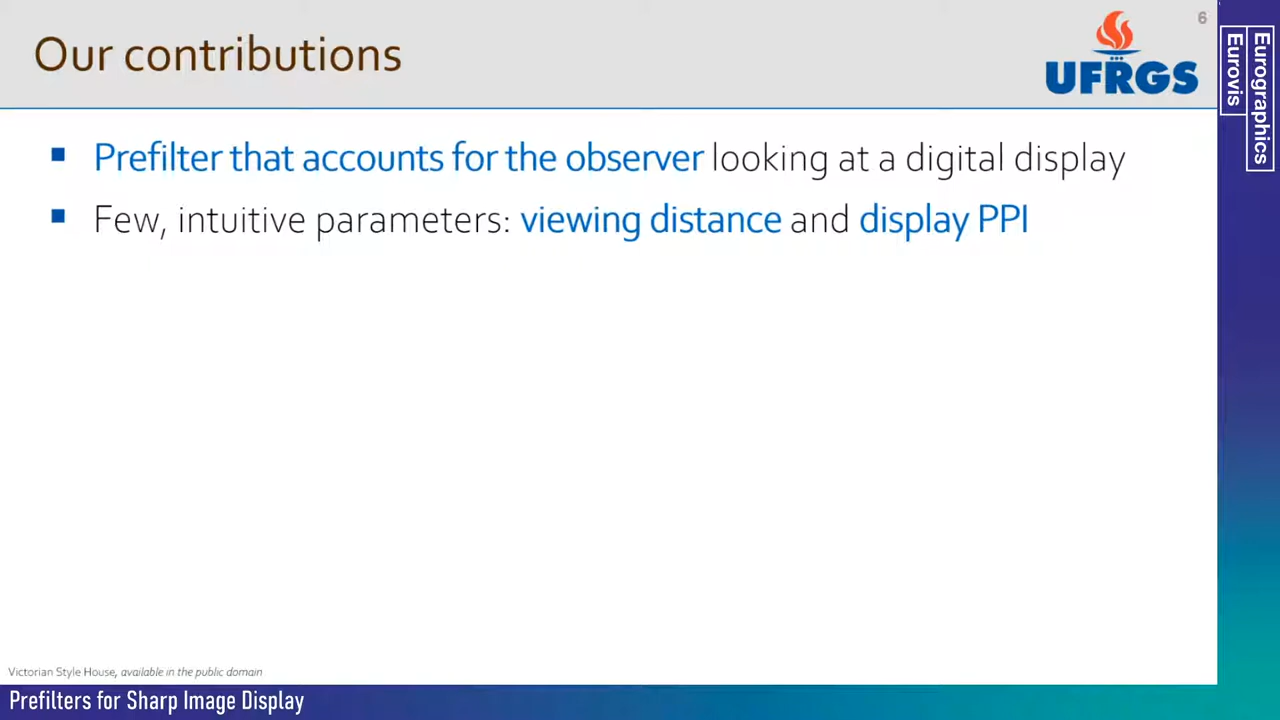 6
Our contributions
UFRGS
Eurographics
Eurovis
Prefilter that accounts for the observer looking at a digital display
Few, intuitive parameters: viewing distance and display PPI
Victorian Style House, available in the public domain
Prefilters for Sharp Image Display